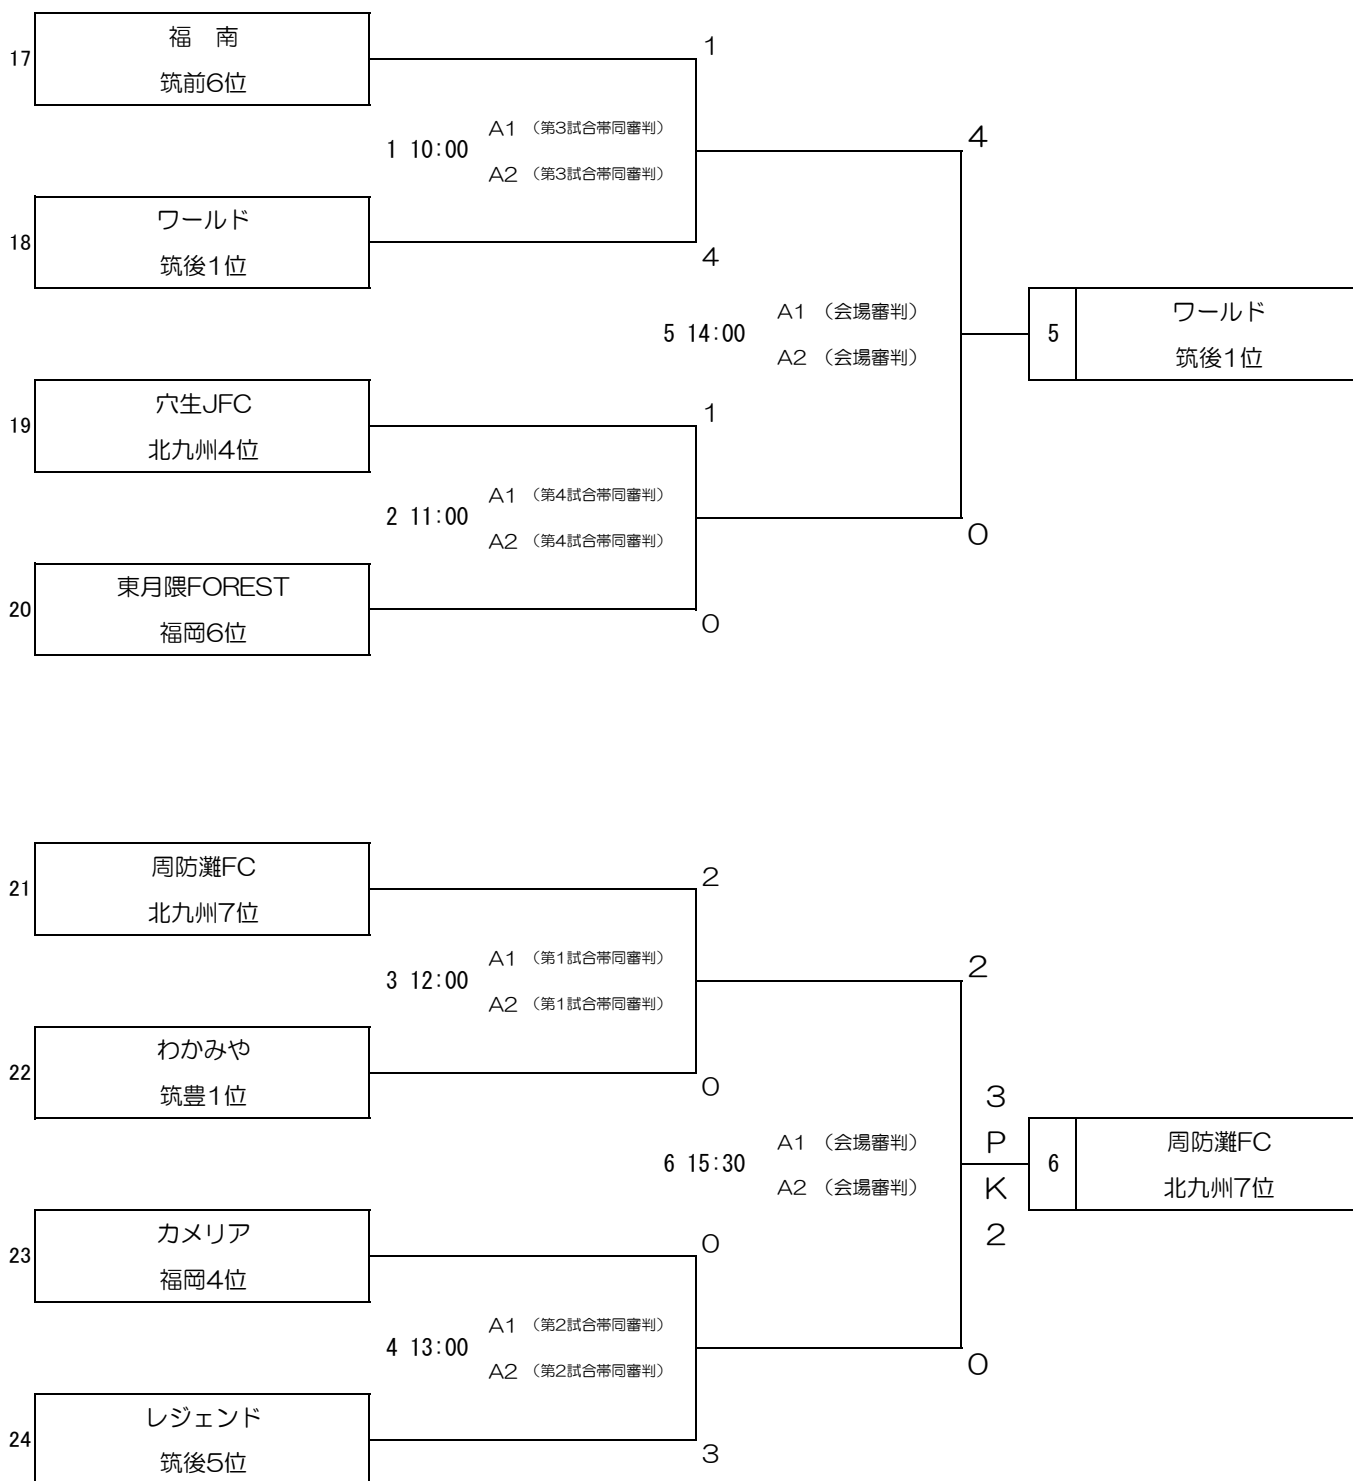 福　南
17
筑前6位
1
A1 （第3試合帯同審判）
1 10:00
A2 （第3試合帯同審判）
4
ワールド
18
筑後1位
4
A1 （会場審判）
5 14:00
A2 （会場審判）
5
ワールド
筑後1位
穴生JFC
19
北九州4位
1
A1 （第4試合帯同審判）
2 11:00
A2 （第4試合帯同審判）
0
東月隈FOREST
20
福岡6位
0
周防灘FC
21
北九州7位
2
A1 （第1試合帯同審判）
3 12:00
A2 （第1試合帯同審判）
2
わかみや
22
筑豊1位
0
A1 （会場審判）
6 15:30
A2 （会場審判）
3
P
K
2
6
周防灘FC
北九州7位
カメリア
23
福岡4位
0
A1 （第2試合帯同審判）
4 13:00
A2 （第2試合帯同審判）
0
レジェンド
24
筑後5位
3